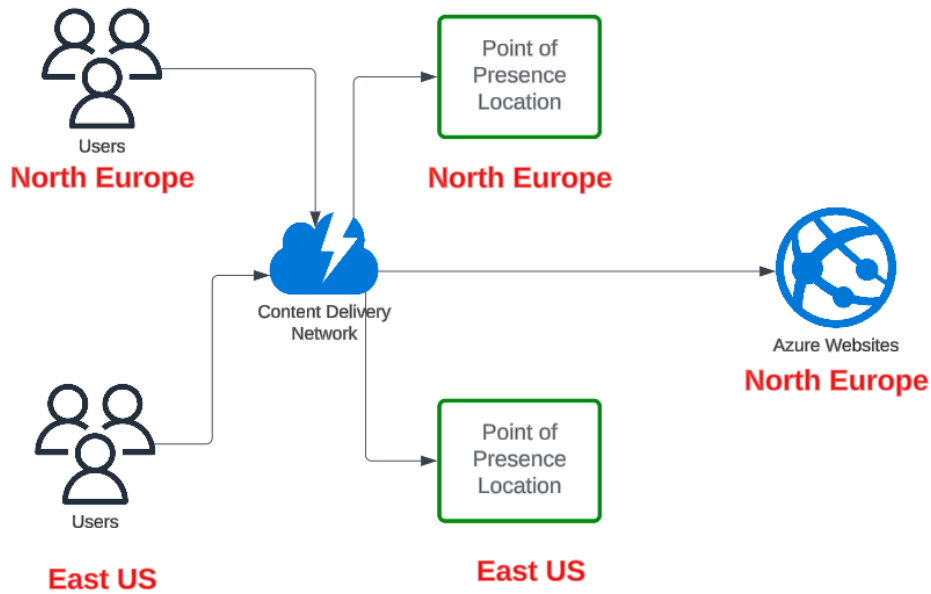 Point of
Presence
Location
Users
North Europe
North Europe
Content Delivery
Network
Azure Websites
North Europe
Point of
Presence
Location
Users
East US
East US